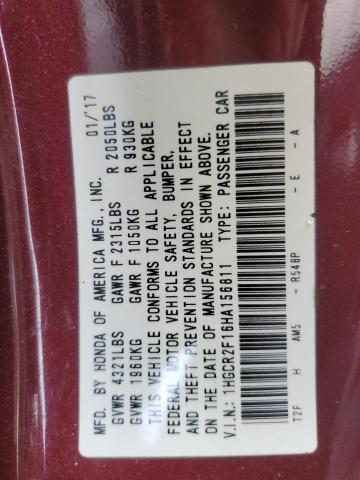 MFD. BY HONDA OF AMERICA MFG., INC. 01/17
GVWR 4321LBS GAWR F 2315LBS R 2050LBS
GVWR 1960KG GAWR F 1050KG R 930KG
THIS VEHICLE CONFORMS TO ALL APPLICABLE
FEDERAL MOTOR VEHICLE SAFETY, BUMPER,
AND THEFT PREVENTION STANDARDS IN EFFECT
ON THE DATE OF MANUFACTURE SHOWN ABOVE.
V.I.N.: 1HGCR2F16HA156811 TYPE: PASSENGER CAR
T2F H AM5 - R548P - E - A